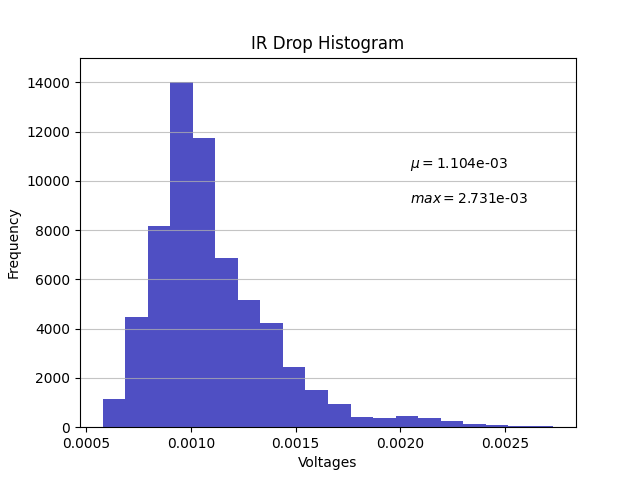 IR Drop Histogram
14000
12000
10000
8000
6000
4000
2000
0
Frequency
μ = 1.104e-03
max = 2.731e-03
0.0005 0.0010 0.0015 0.0020 0.0025
Voltages